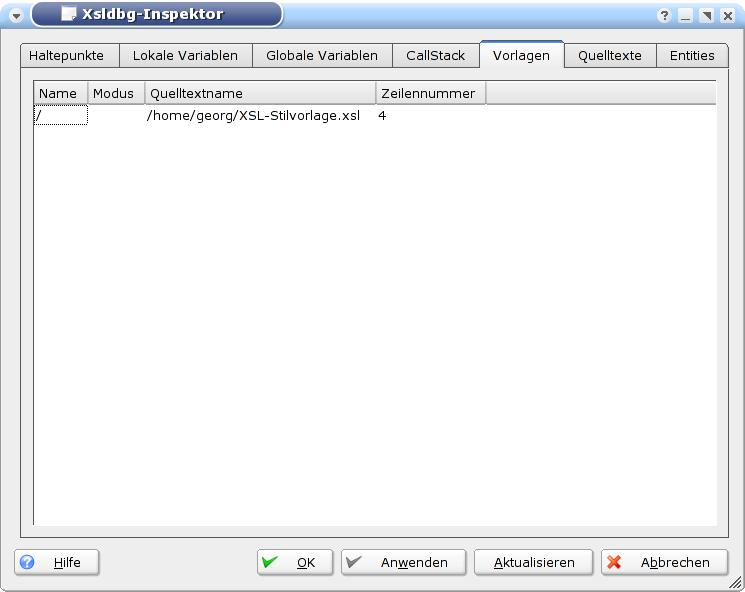 Xsldbg-Inspektor
?
Haltepunkte Lokale Variablen Globale Variablen CallStack Vorlagen Quelltexte Entities
Name Modus Quelltextname Zeilennummer
/ /home/georg/XSL-Stilvorlage.xsl 4
? Hilfe OK Anwenden Aktualisieren Abbrechen